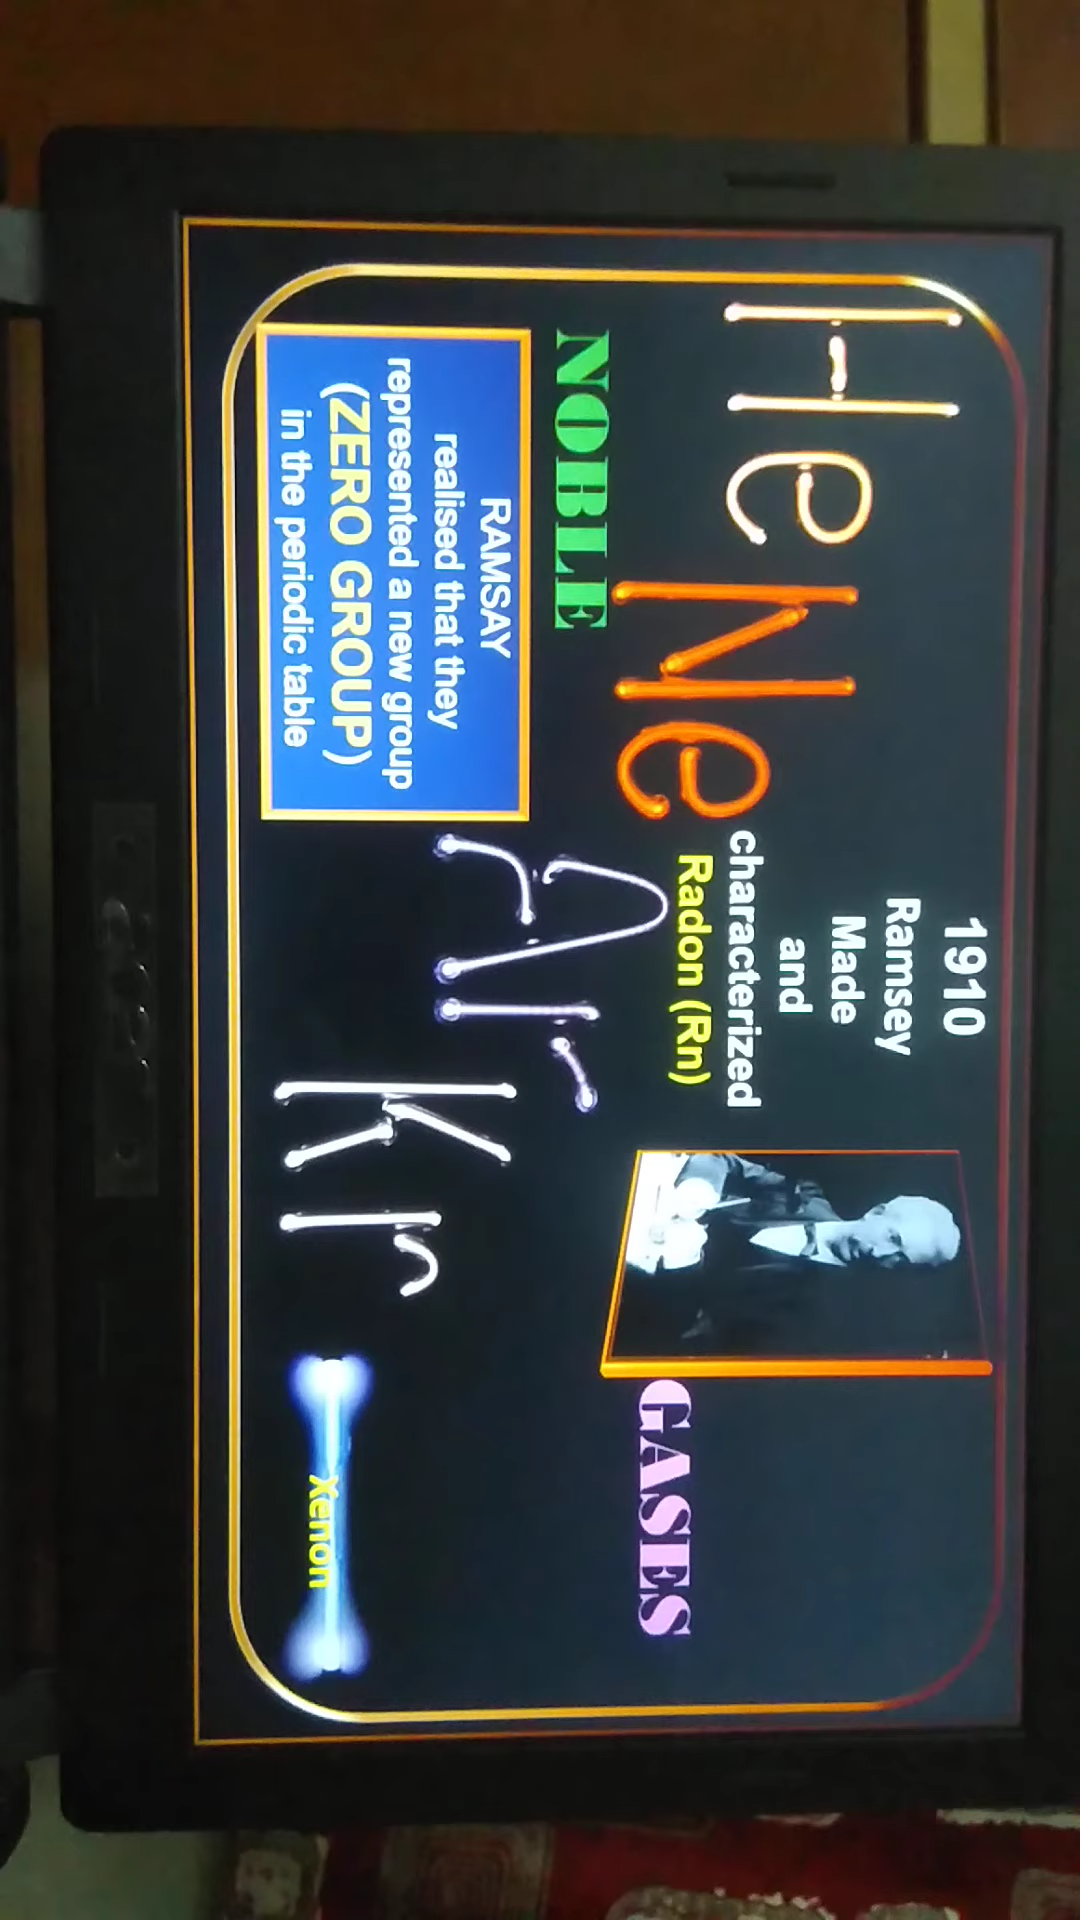 He
Ne
1910
Ramsey
Made
and
characterized
Radon (Rn)
NOBLE
GASES
RAMSAY
realised that they
represented a new group
(ZERO GROUP)
in the periodic table
Ar
Kr
Xenon